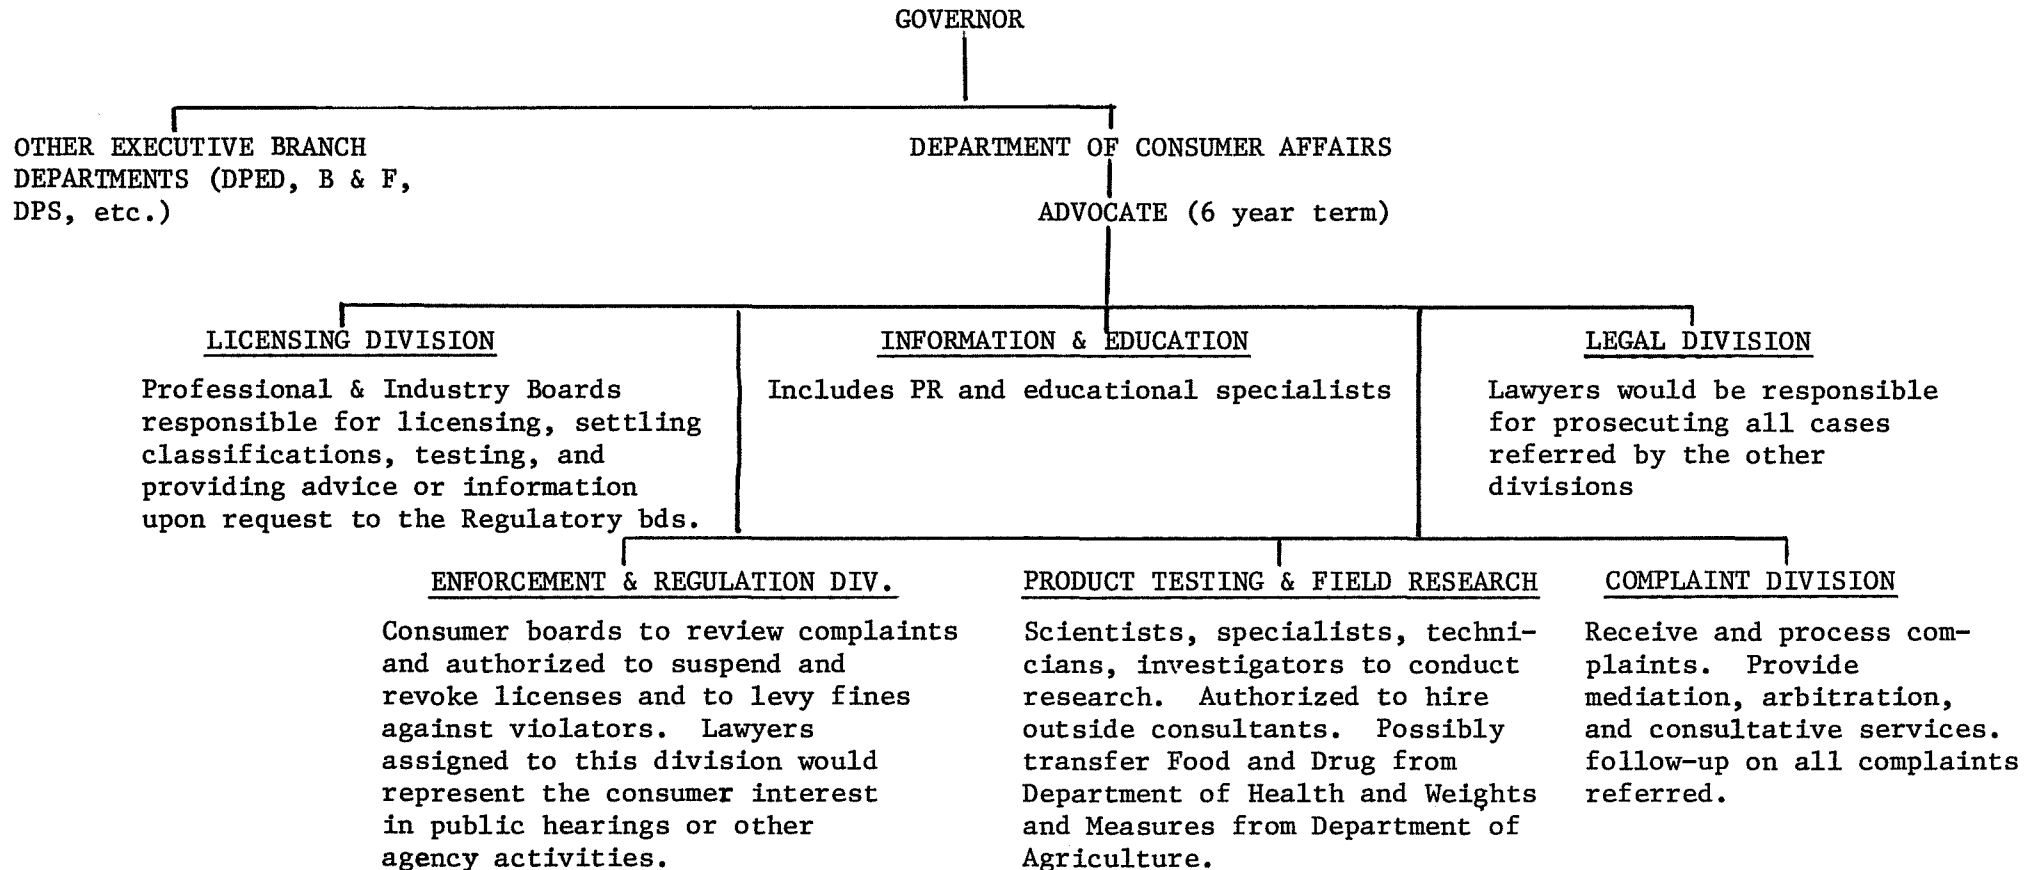 GOVERNOR
OTHER EXECUTIVE BRANCH
DEPARTMENTS (DPED, B & F,
DPS, etc.)
DEPARTMENT OF CONSUMER AFFAIRS
ADVOCATE (6 year term)
LICENSING DIVISION
Professional & Industry Boards
responsible for licensing, settling
classifications, testing, and
providing advice or information
upon request to the Regulatory bds.
INFORMATION & EDUCATION
Includes PR and educational specialists
LEGAL DIVISION
Lawyers would be responsible
for prosecuting all cases
referred by the other
divisions
ENFORCEMENT & REGULATION DIV.
Consumer boards to review complaints
and authorized to suspend and
revoke licenses and to levy fines
against violators.  Lawyers
assigned to this division would
represent the consumer interest
in public hearings or other
agency activities.
PRODUCT TESTING & FIELD RESEARCH
Scientists, specialists, techni-
cians, investigators to conduct
research.  Authorized to hire
outside consultants.  Possibly
transfer Food and Drug from
Department of Health and Weights
and Measures from Department of
Agriculture.
COMPLAINT DIVISION
Receive and process com-
plaints.  Provide
mediation, arbitration,
and consultative services.
follow-up on all complaints
referred.